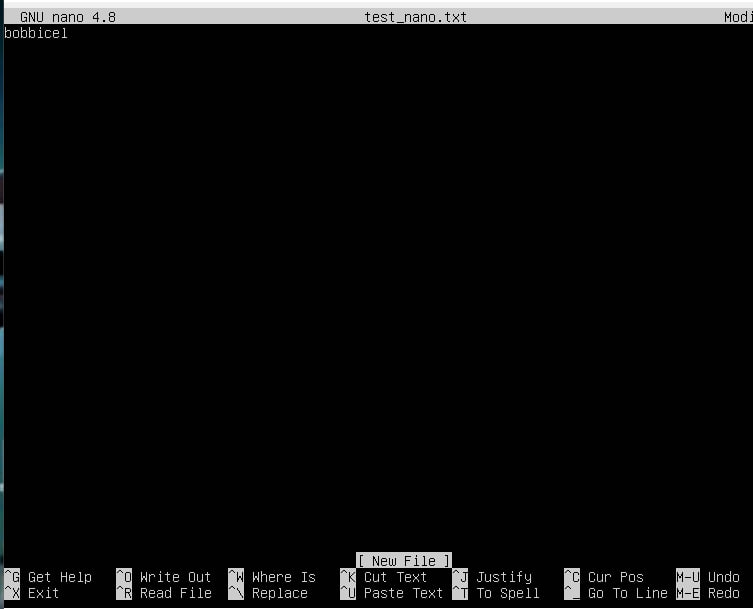 GNU nano 4.8 test_nano.txt Modi
bobbicel
[ New File ]
^G Get Help ^O Write Out ^W Where Is ^K Cut Text ^J Justify ^C Cur Pos M-U Undo
^X Exit ^R Read File ^\ Replace ^U Paste Text ^T To Spell ^_ Go To Line M-E Redo